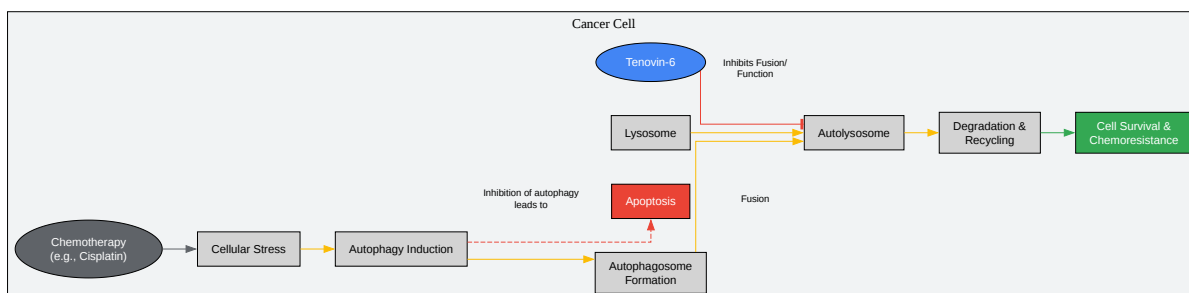 Cancer Cell
Tenovin-6
Inhibits Fusion/
Function
Lysosome
Autolysosome
Degradation &
Recycling
Cell Survival &
Chemoresistance
Inhibition of autophagy
leads to
Apoptosis
Fusion
Chemotherapy
(e.g., Cisplatin)
Cellular Stress
Autophagy Induction
Autophagosome
Formation